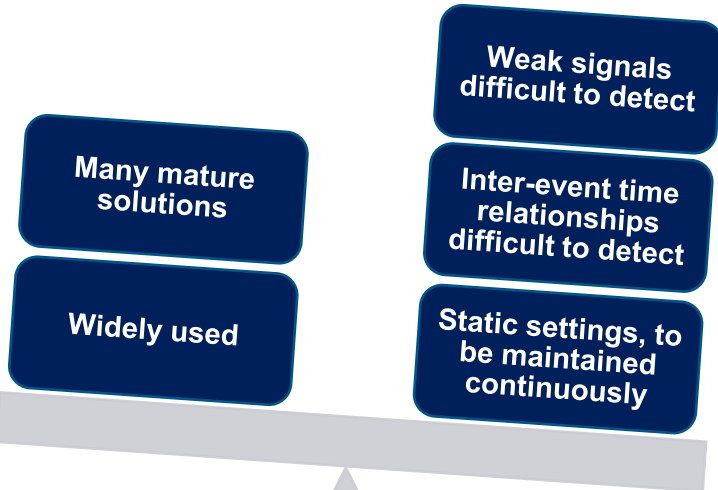 Many mature
solutions
Widely used
Weak signals
difficult to detect
Inter-event time
relationships
difficult to detect
Static settings, to
be maintained
continuously